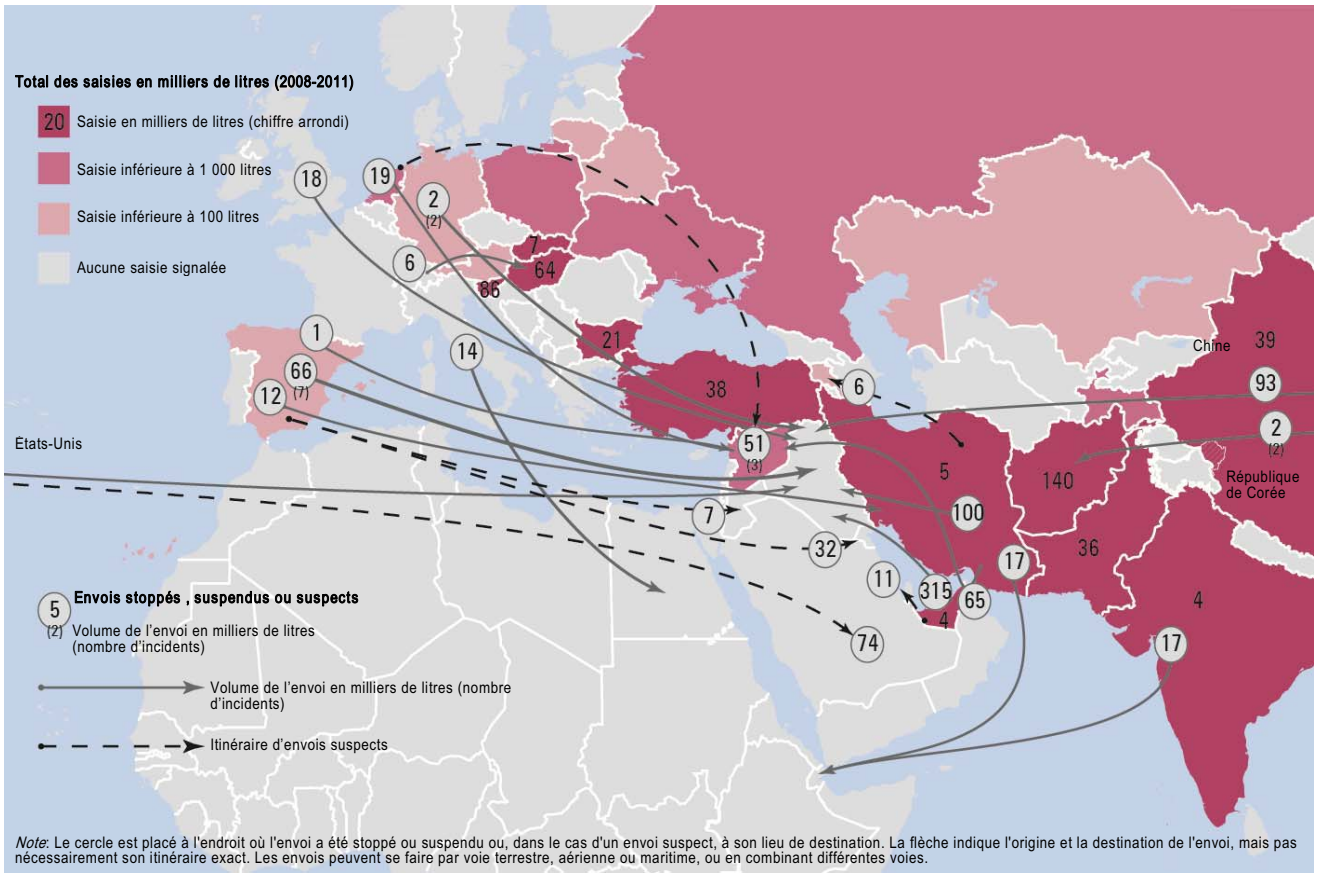 Total des saisies en milliers de litres (2008-2011)
20 Saisie en milliers de litres (chiffre arrondi)
Saisie inférieure à 1 000 litres
Saisie inférieure à 100 litres
Aucune saisie signalée
18
19
2
(2)
6
7
64
86
1
66
(7)
12
14
21
38
51
(3)
6
5
100
7
32
11
315
65
4
74
17
140
36
4
17
Chine
39
93
2
(2)
République
de Corée
États-Unis
5 Envois stoppés , suspendus ou suspects
(2) Volume de l'envoi en milliers de litres
(nombre d'incidents)
Volume de l'envoi en milliers de litres (nombre
d'incidents)
Itinéraire d'envois suspects
Note: Le cercle est placé à l'endroit où l'envoi a été stoppé ou suspendu ou, dans le cas d'un envoi suspect, à son lieu de destination. La flèche indique l'origine et la destination de l'envoi, mais pas
nécessairement son itinéraire exact. Les envois peuvent se faire par voie terrestre, aérienne ou maritime, ou en combinant différentes voies.